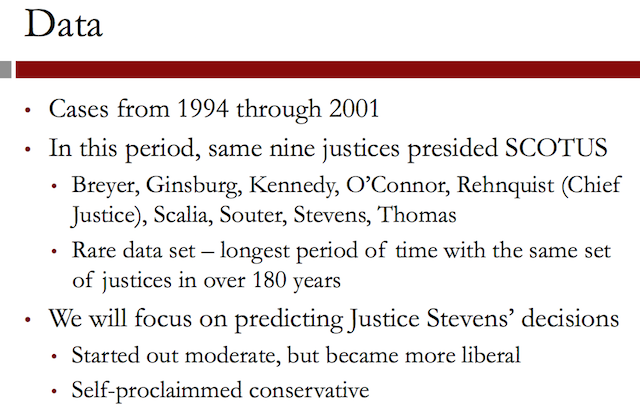 Data
• Cases from 1994 through 2001
• In this period, same nine justices presided SCOTUS
• Breyer, Ginsburg, Kennedy, O’Connor, Rehnquist (Chief
Justice), Scalia, Souter, Stevens, Thomas
• Rare data set – longest period of time with the same set
of justices in over 180 years
• We will focus on predicting Justice Stevens’ decisions
• Started out moderate, but became more liberal
• Self-proclaimmed conservative